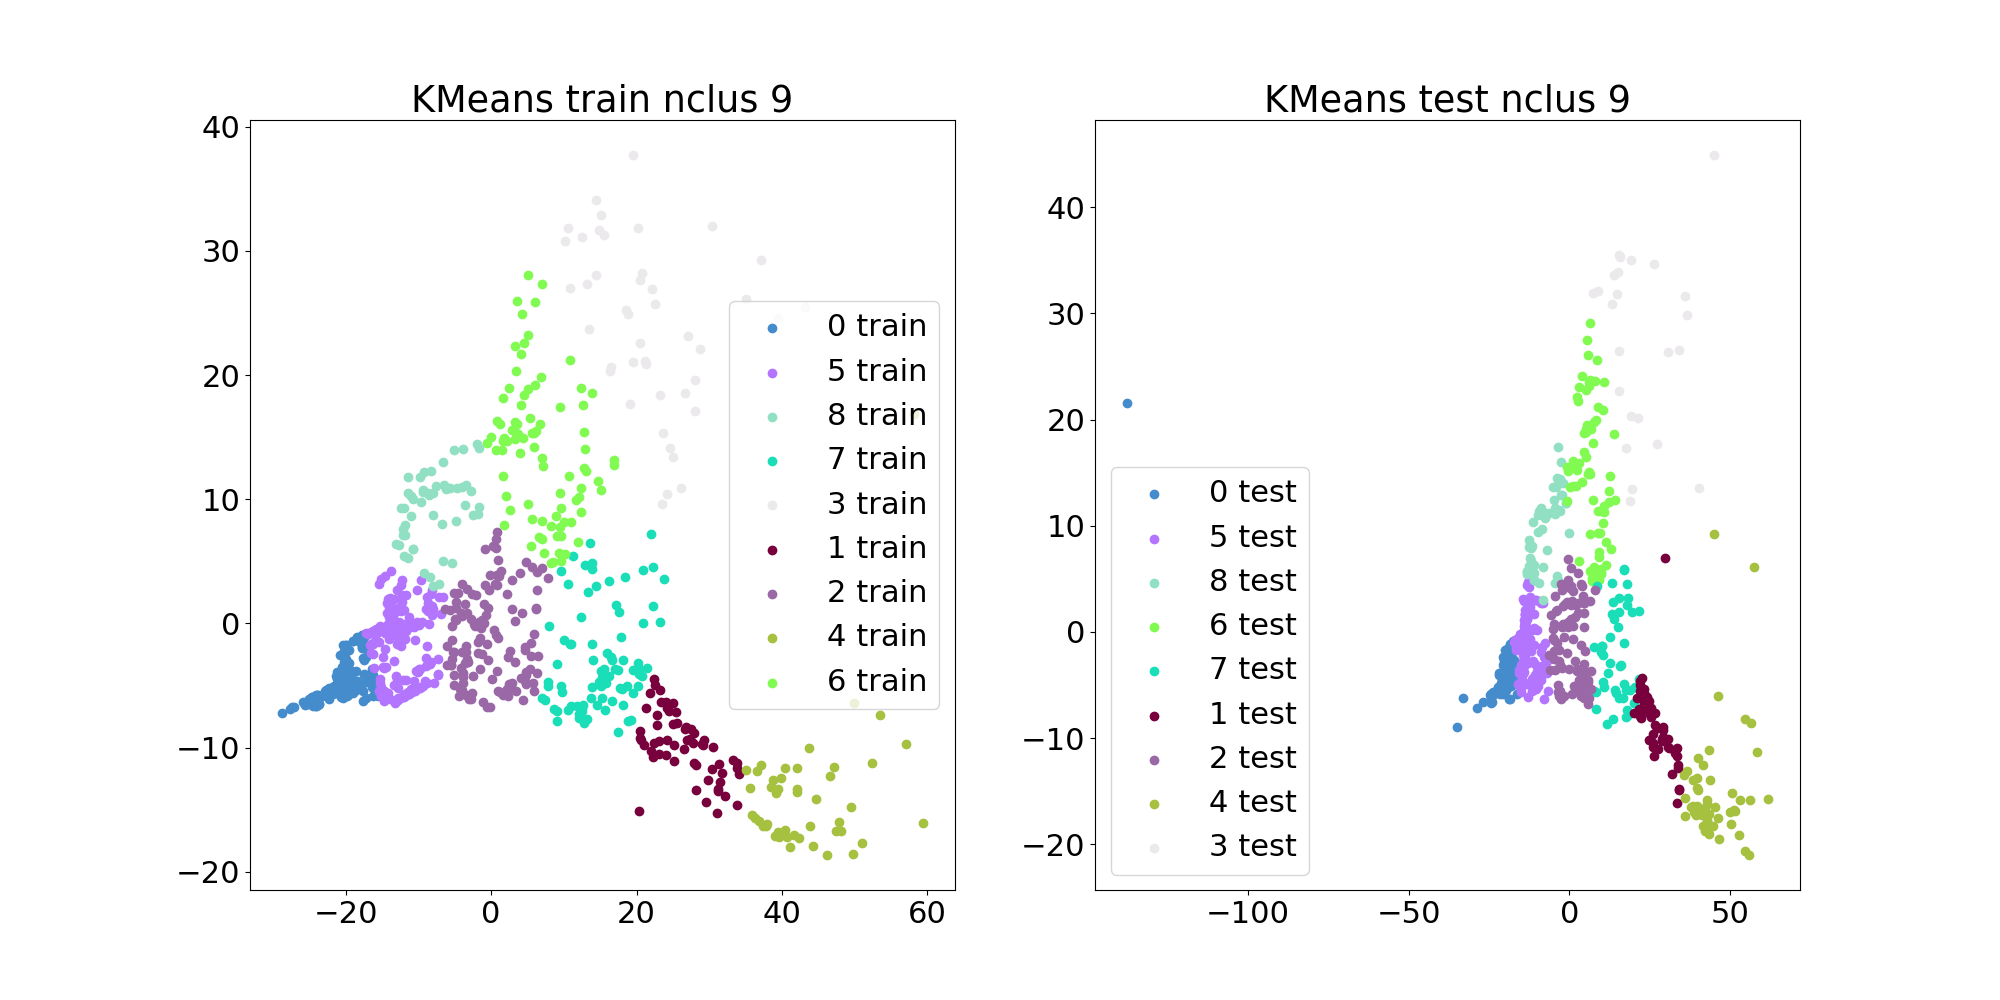 KMeans train nclus 9
40
30
20
10
0
−10
−20
−20 0 20 40 60
0 train
5 train
8 train
7 train
3 train
1 train
2 train
4 train
6 train
KMeans test nclus 9
40
30
20
10
0
−10
−20
−100 −50 0 50
0 test
5 test
8 test
6 test
7 test
1 test
2 test
4 test
3 test